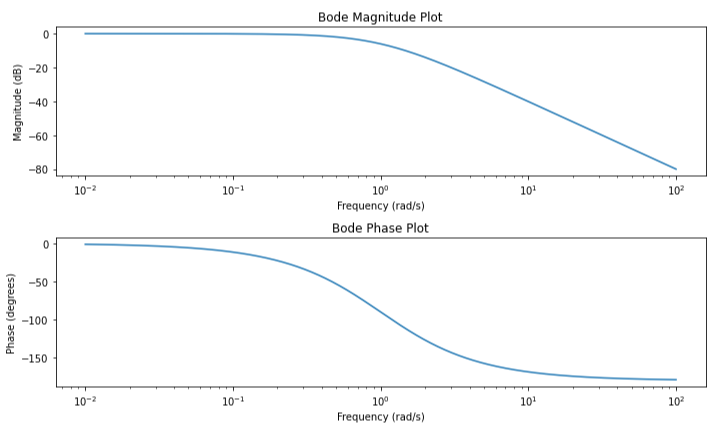 Bode Magnitude Plot
0
−20
−40
−60
−80
Magnitude (dB)
10⁻² 10⁻¹ 10⁰ 10¹ 10²
Frequency (rad/s)
Bode Phase Plot
0
−50
−100
−150
Phase (degrees)
10⁻² 10⁻¹ 10⁰ 10¹ 10²
Frequency (rad/s)